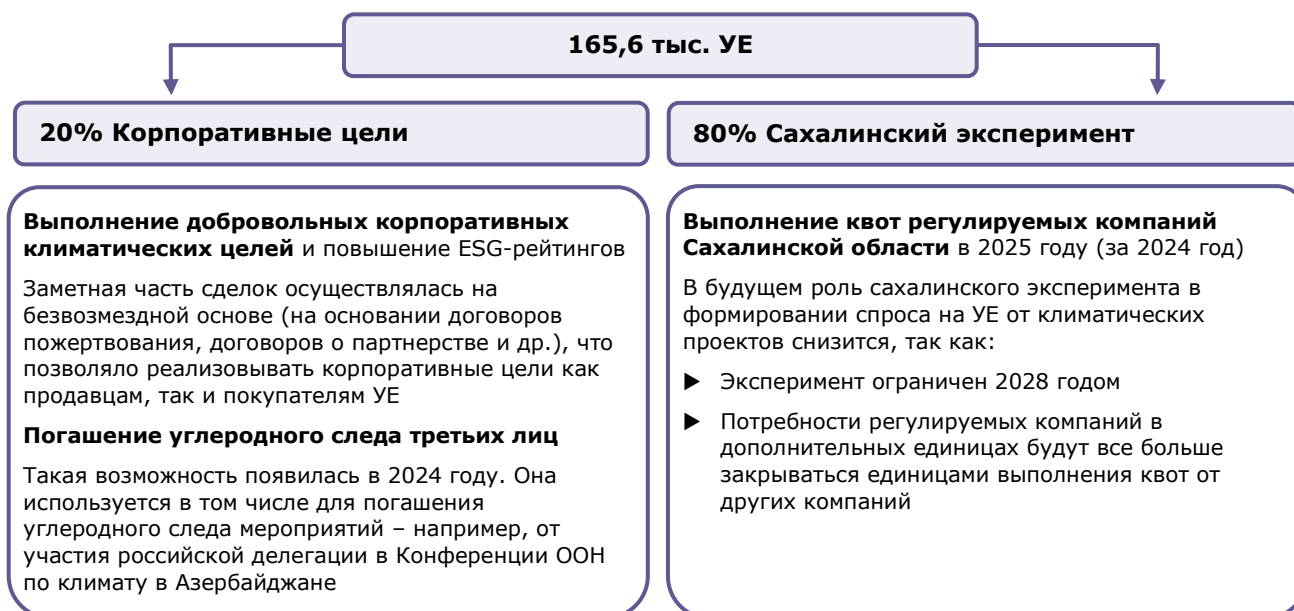 165,6 тыс. УЕ
20% Корпоративные цели
Выполнение добровольных корпоративных
климатических целей и повышение ESG-рейтингов
Заметная часть сделок осуществлялась на
безвозмездной основе (на основании договоров
пожертвования, договоров о партнерстве и др.), что
позволяло реализовывать корпоративные цели как
продавцам, так и покупателям УЕ
Погашение углеродного следа третьих лиц
Такая возможность появилась в 2024 году. Она
используется в том числе для погашения
углеродного следа мероприятий – например, от
участия российской делегации в Конференции ООН
по климату в Азербайджане
80% Сахалинский эксперимент
Выполнение квот регулируемых компаний
Сахалинской области в 2025 году (за 2024 год)
В будущем роль сахалинского эксперимента в
формировании спроса на УЕ от климатических
проектов снизится, так как:
▶ Эксперимент ограничен 2028 годом
▶ Потребности регулируемых компаний в
дополнительных единицах будут все больше
закрываться единицами выполнения квот от
других компаний